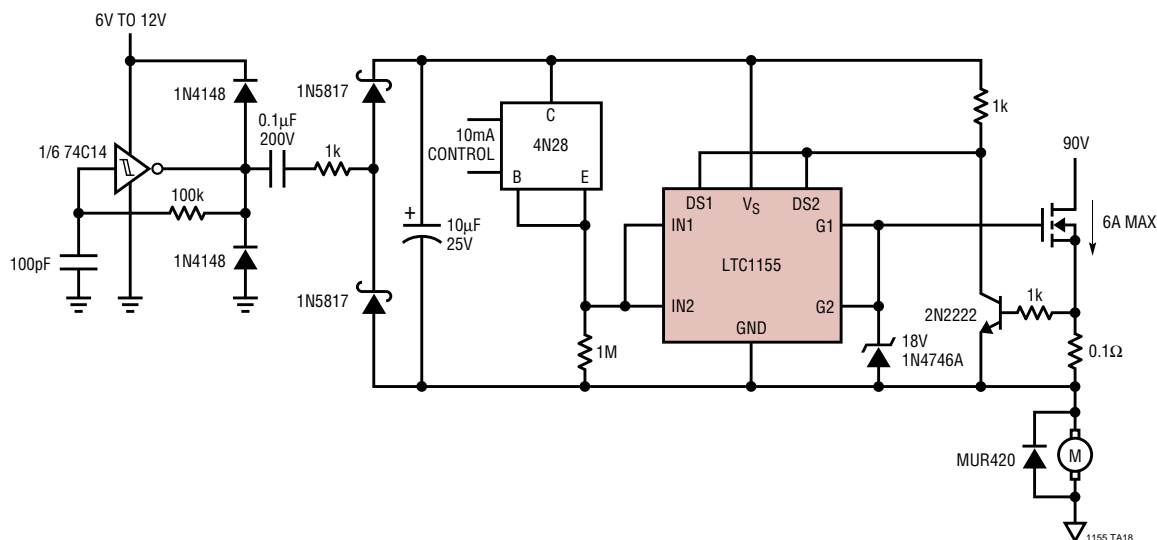 6V TO 12V
1N4148
1N5817
0.1µF
200V
1/6 74C14
1k
100k
100pF
1N4148
1N5817
+
10µF
25V
10mA
CONTROL
C
4N28
B
E
1M
DS1
VS
DS2
IN1
G1
LTC1155
IN2
G2
GND
18V
1N4746A
1k
90V
6A MAX
1k
2N2222
0.1Ω
MUR420
M
1155 TA18